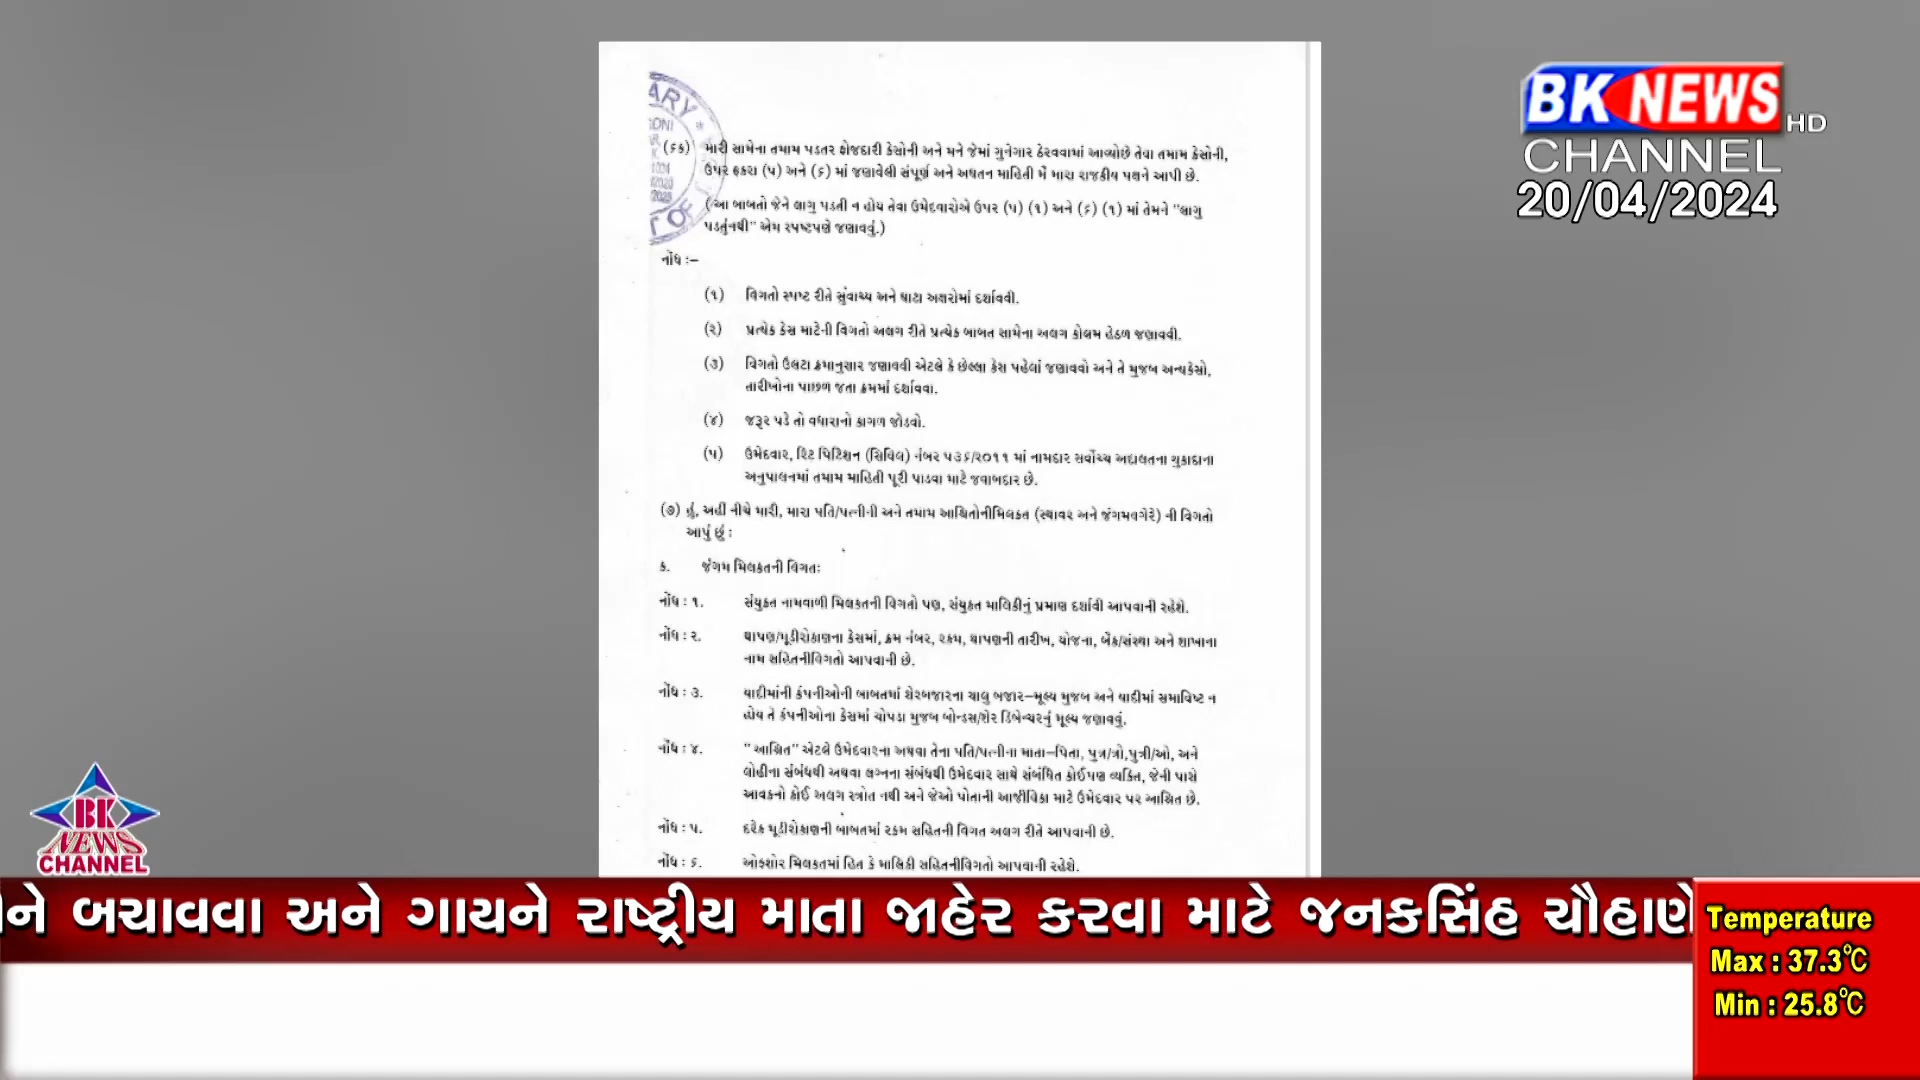 BK NEWS
CHANNEL HD
20/04/2024
ARY
(૬ક) મારી સામેના તમામ પડતર ફોજદારી કેસોની અને મને જેમાં ગુનેગાર ઠેરવવામાં આવ્યોછે તેવા તમામ કેસોની,
ઉપર ફકરા (૫) અને (૬) માં જણાવેલી સંપૂર્ણ અને અધતન માહિતી મેં મારા રાજકીય પક્ષને આપી છે.
(આ બાબતો જેને લાગુ પડતી ન હોય તેવા ઉમેદવારોએ ઉપર (૫) (૧) અને (૬) (૧) માં તેમને "લાગુ
પડતુંનથી" એમ સ્પષ્ટપણે જણાવવું.)
નોંધ :–
(૧) વિગતો સ્પષ્ટ રીતે સુંવાચ્ય અને ઘાટા અક્ષરોમાં દર્શાવવી.
(૨) પ્રત્યેક કેસ માટેની વિગતો અલગ રીતે પ્રત્યેક બાબત સામેના અલગ કોલમ હેઠળ જણાવવી.
(૩) વિગતો ઉલટા ક્રમાનુસાર જણાવવી એટલે કે છેલ્લા કેસ પહેલાં જણાવવો અને તે મુજબ અન્યકેસો,
તારીખોના પાછળ જતા ક્રમમાં દર્શાવવા.
(૪) જરૂર પડે તો વધારાનો કાગળ જોડવો.
(૫) ઉમેદવાર, રિટ પિટિશન (સિવિલ) નંબર ૫૩૬/૨૦૧૧ માં નામદાર સર્વોચ્ચ અદાલતના ચુકાદાના
અનુપાલનમાં તમામ માહિતી પૂરી પાડવા માટે જવાબદાર છે.
(૭) હું, અહીં નીચે મારી, મારા પતિ/પત્નીની અને તમામ આશ્રિતોનીમિલકત (સ્થાવર અને જંગમવગેરે) ની વિગતો
આપું છું :
ક. જંગમ મિલકતની વિગતઃ
નોંધ : ૧. સંયુકત નામવાળી મિલકતની વિગતો પણ, સંયુકત માલિકીનું પ્રમાણ દર્શાવી આપવાની રહેશે.
નોંધ : ૨. થાપણ/મૂડીરોકાણના કેસમાં, ક્રમ નંબર, રકમ, થાપણની તારીખ, યોજના, બેંક/સંસ્થા અને શાખાના
નામ સહિતનીવિગતો આપવાની છે.
નોંધ : ૩. યાદીમાંની કંપનીઓની બાબતમાં શેરબજારના ચાલુ બજાર–મૂલ્ય મુજબ અને યાદીમાં સમાવિષ્ટ ન
હોય તે કંપનીઓના કેસમાં ચોપડા મુજબ બોન્ડસ/શેર ડિબેન્ચરનું મૂલ્ય જણાવવું.
નોંધ : ૪. " આશ્રિત" એટલે ઉમેદવારના અથવા તેના પતિ/પત્નીના માતા–પિતા, પુત્ર/ત્રો,પુત્રી/ઓ, અને
લોહીના સંબંધથી અથવા લગ્નના સંબંધથી ઉમેદવાર સાથે સંબંધિત કોઈપણ વ્યકિત, જેની પાસે
આવકનો કોઈ અલગ સ્ત્રોત નથી અને જેઓ પોતાની આજીવિકા માટે ઉમેદવાર પર આશ્રિત છે.
નોંધ : ૫. દરેક મૂડીરોકાણની બાબતમાં રકમ સહિતની વિગત અલગ રીતે આપવાની છે.
નોંધ : ૬. ઓફશોર મિલકતમાં હિત કે માલિકી સહિતનીવિગતો આપવાની રહેશે.
BK
NEWS
CHANNEL
ને બચાવવા અને ગાયને રાષ્ટ્રીય માતા જાહેર કરવા માટે જનકસિંહ ચૌહાણે
Temperature
Max : 37.3℃
Min : 25.8℃